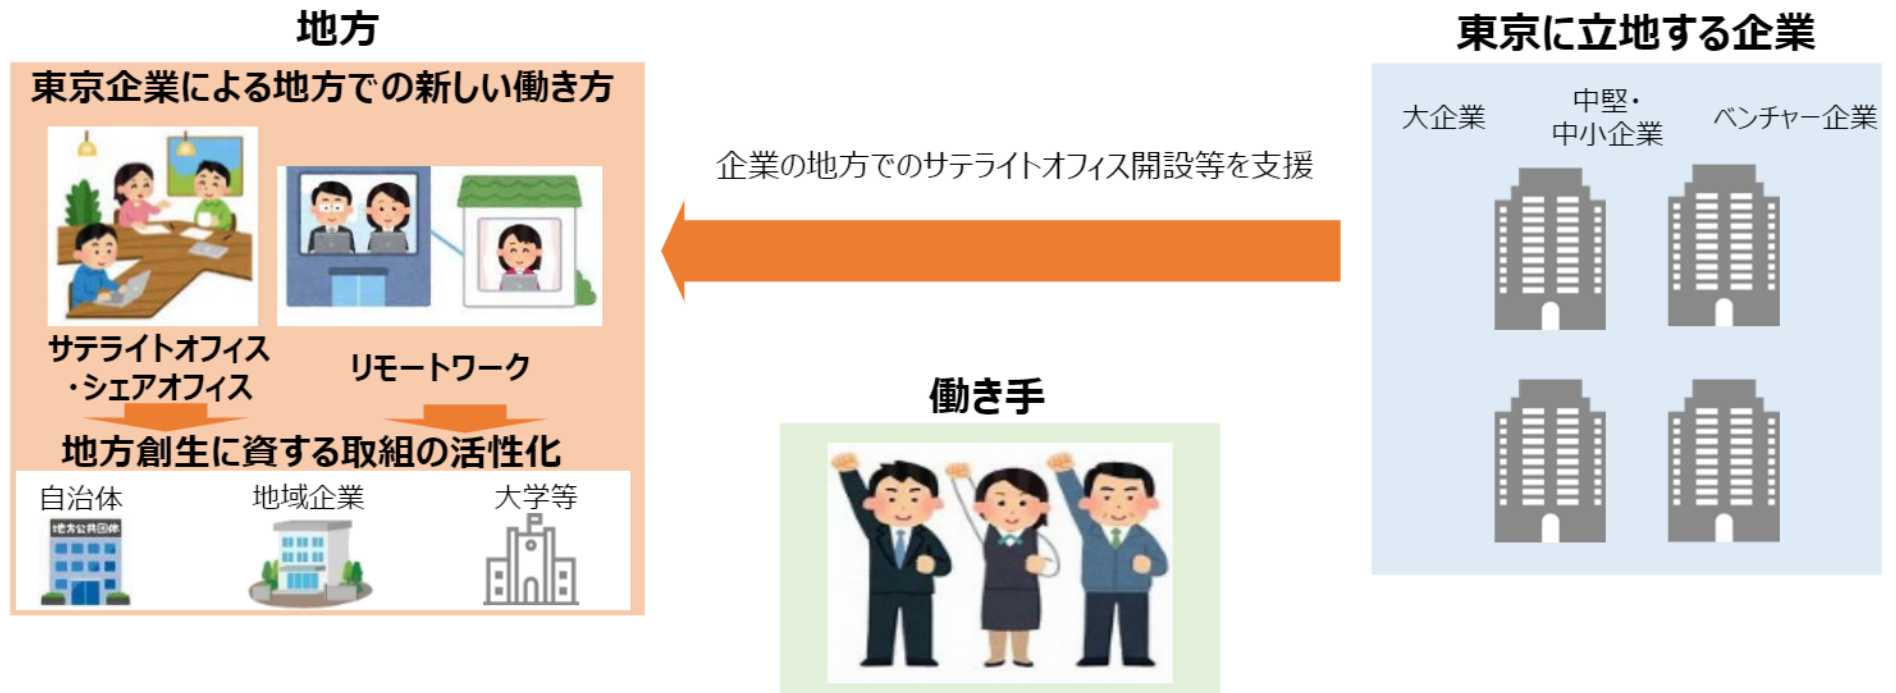 地方
東京企業による地方での新しい働き方
サテライトオフィス
・シェアオフィス
リモートワーク
地方創生に資する取組の活性化
自治体
地域企業
大学等
地方公共団体
企業の地方でのサテライトオフィス開設等を支援
働き手
東京に立地する企業
大企業
中堅・
中小企業
ベンチャー企業